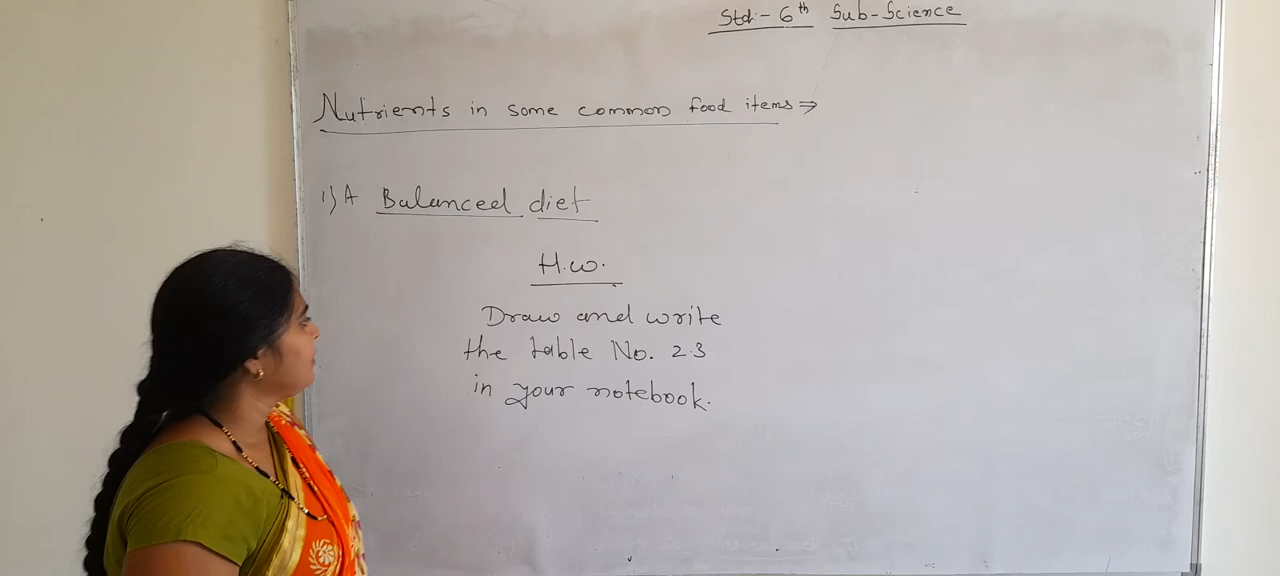 Std:- 6th Sub-Science
Nutrients in some common food items ⇒
1) A Balanced diet
H.W.
Draw and write
the table No. 2.3
in your notebook.